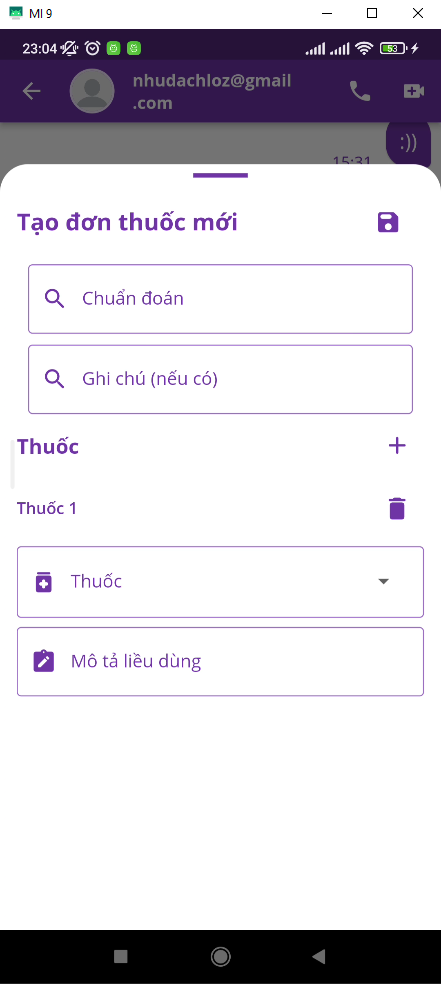 MI 9
23:04
53
nhudachloz@gmail
.com
:))
15:31
Tạo đơn thuốc mới
Chuẩn đoán
Ghi chú (nếu có)
Thuốc
Thuốc 1
Thuốc
Mô tả liều dùng